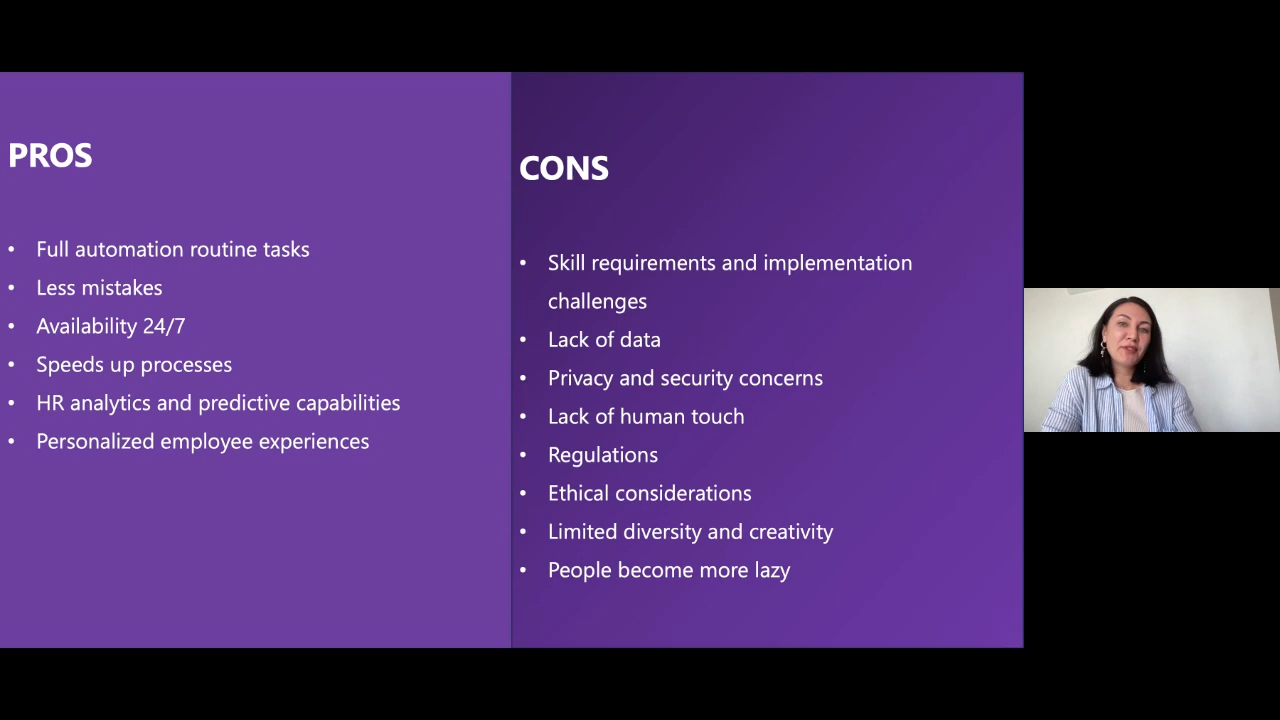 PROS
• Full automation routine tasks
• Less mistakes
• Availability 24/7
• Speeds up processes
• HR analytics and predictive capabilities
• Personalized employee experiences
CONS
• Skill requirements and implementation
challenges
• Lack of data
• Privacy and security concerns
• Lack of human touch
• Regulations
• Ethical considerations
• Limited diversity and creativity
• People become more lazy